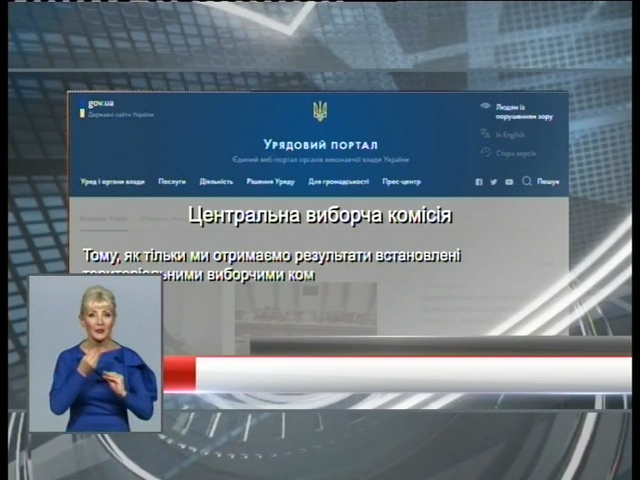 gov.ua
Державні сайти України
Людям із
порушенням зору
In English
Стара версія
Урядовий портал
Єдиний веб-портал органів виконавчої влади України
Уряд і органи влади Послуги Діяльність Рішення Уряду Для громадськості Прес-центр Пошук
Центральна виборча комісія
Тому, як тільки ми отримаємо результати встановлені
територіальними виборчими ком